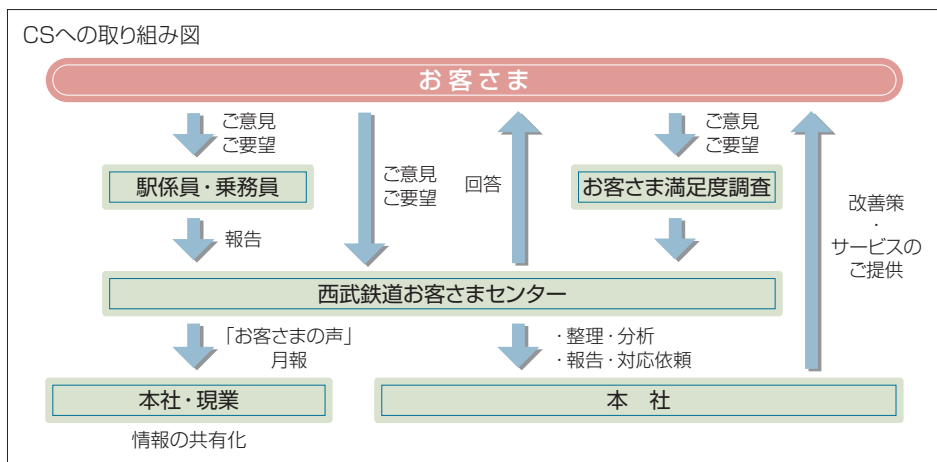 CSへの取り組み図
お客さま
ご意見
ご要望
ご意見
ご要望
回答
ご意見
ご要望
駅係員・乗務員
お客さま満足度調査
改善策
・
サービスの
ご提供
報告
西武鉄道お客さまセンター
「お客さまの声」
月報
・整理・分析
・報告・対応依頼
本社・現業
本 社
情報の共有化